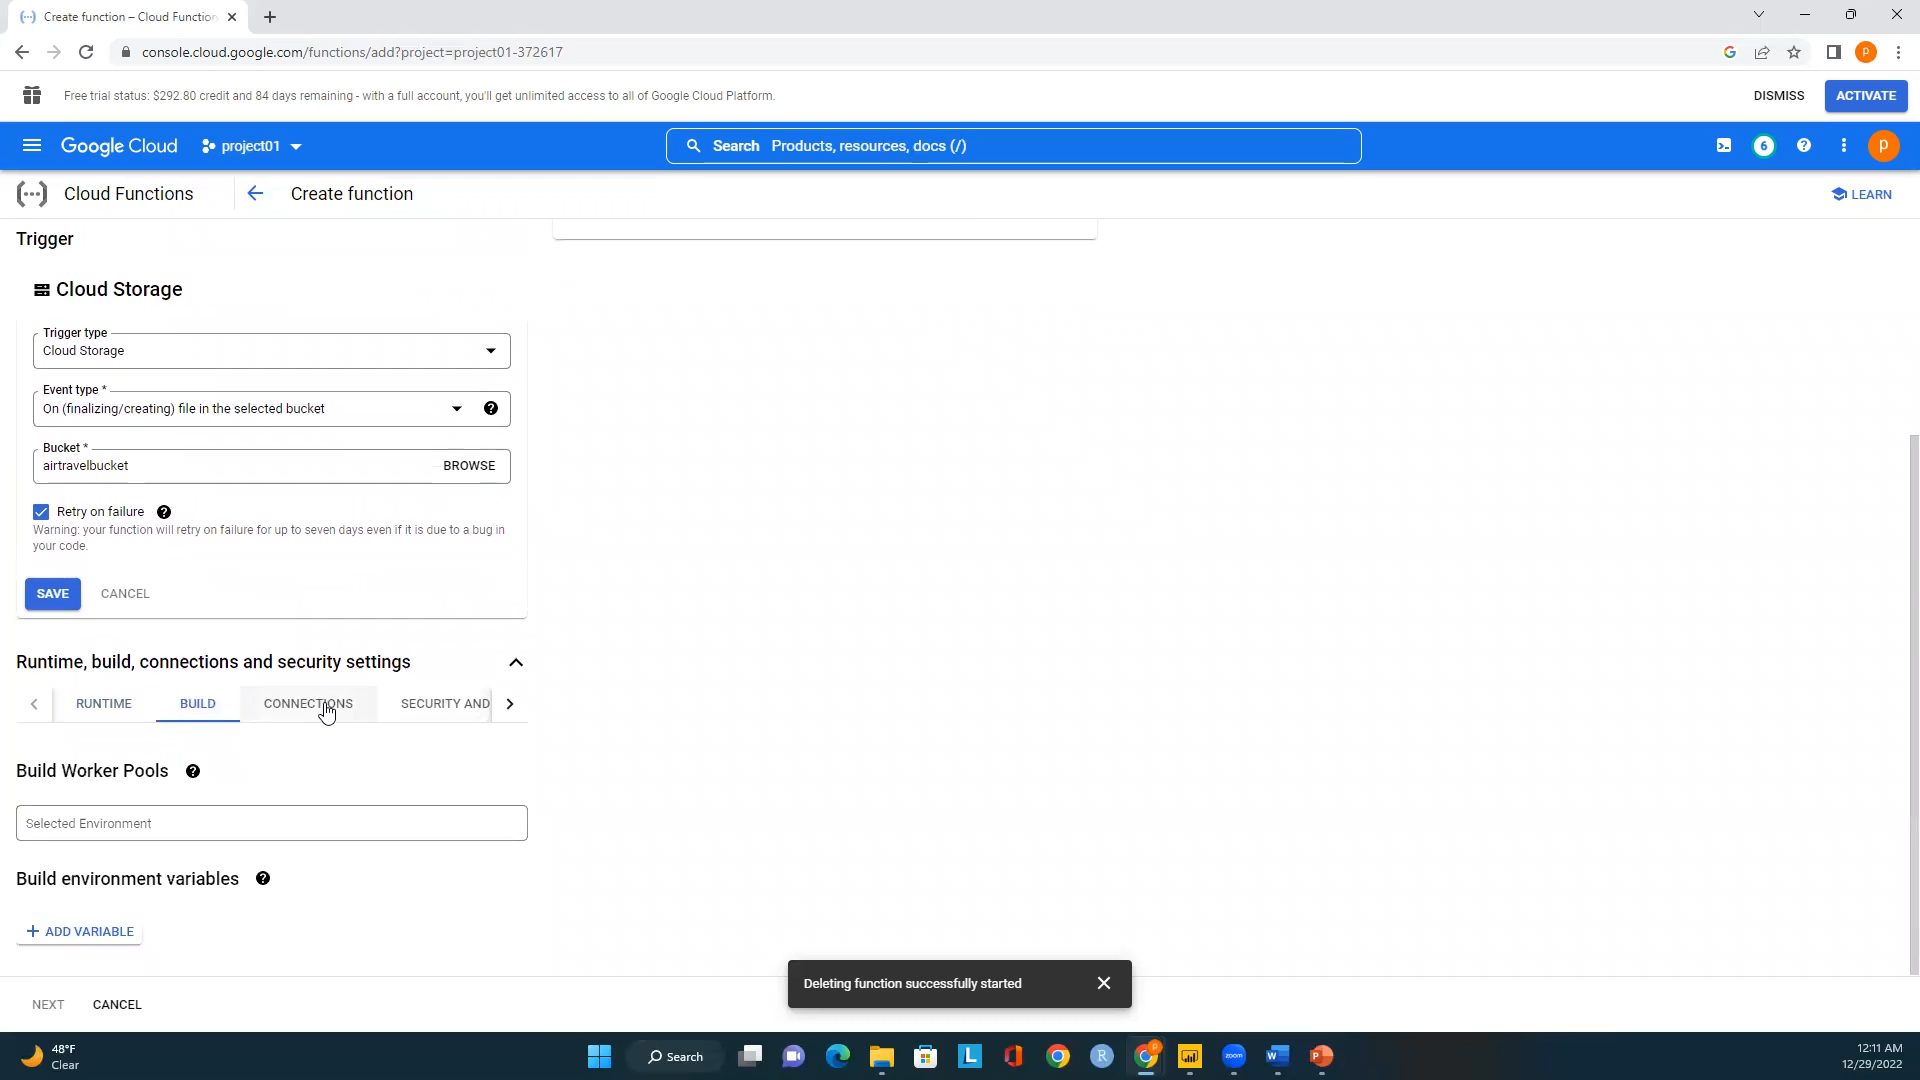 Create function – Cloud Function
console.cloud.google.com/functions/add?project=project01-372617
P
Free trial status: $292.80 credit and 84 days remaining - with a full account, you'll get unlimited access to all of Google Cloud Platform.
DISMISS
ACTIVATE
Google Cloud
project01
Search Products, resources, docs (/)
6
P
Cloud Functions
Create function
LEARN
Trigger
Cloud Storage
Trigger type
Cloud Storage
Event type *
On (finalizing/creating) file in the selected bucket
Bucket *
airtravelbucket
BROWSE
Retry on failure
Warning: your function will retry on failure for up to seven days even if it is due to a bug in
your code.
SAVE
CANCEL
Runtime, build, connections and security settings
RUNTIME
BUILD
CONNECTIONS
SECURITY AND
Build Worker Pools
Selected Environment
Build environment variables
ADD VARIABLE
Deleting function successfully started
NEXT
CANCEL
48°F
Clear
Search
L
R
zoom
W
P
12:11 AM
12/29/2022